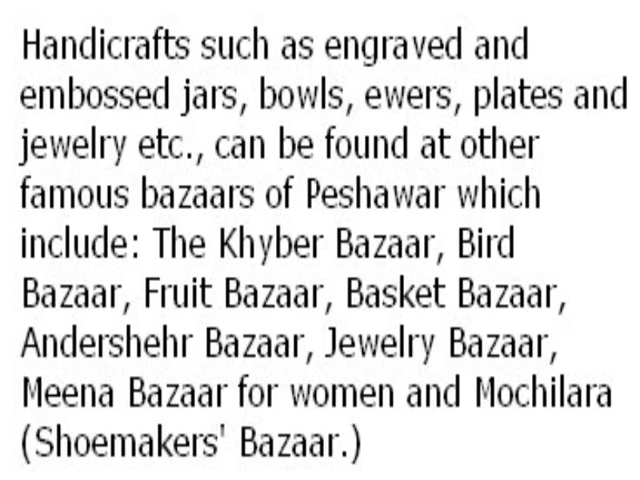 Handicrafts such as engraved and
embossed jars, bowls, ewers, plates and
jewelry etc., can be found at other
famous bazaars of Peshawar which
include: The Khyber Bazaar, Bird
Bazaar, Fruit Bazaar, Basket Bazaar,
Andershehr Bazaar, Jewelry Bazaar,
Meena Bazaar for women and Mochilara
(Shoemakers' Bazaar.)